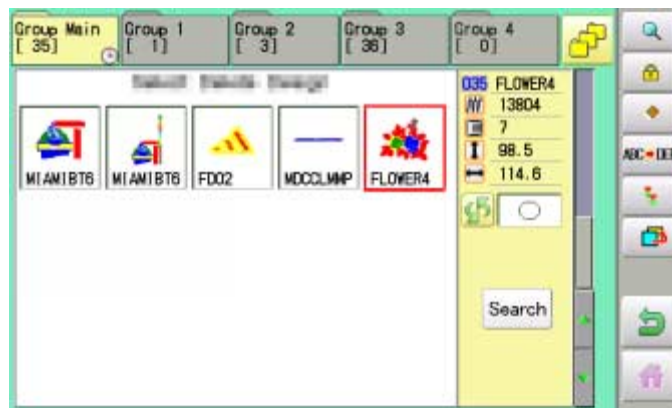 Group Main
[ 35]
Group 1
[ 1]
Group 2
[ 3]
Group 3
[ 36]
Group 4
[ 0]
035 FLOWER4
13804
7
98.5
114.6
MIAMIBT6
MIAMIBT6
FD02
MDCCLMMP
FLOWER4
Search